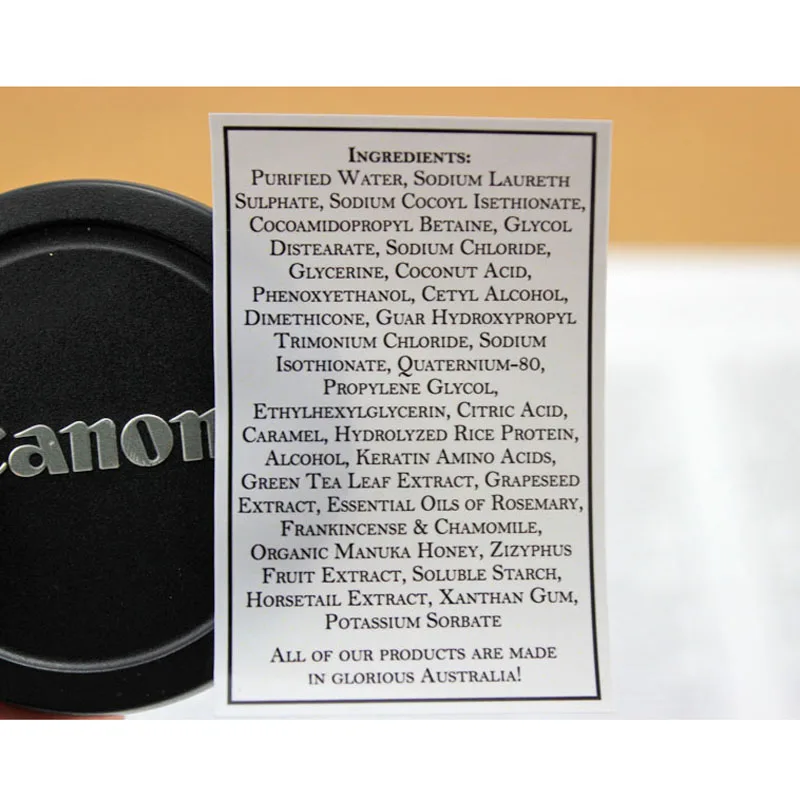 Canon
INGREDIENTS:
PURIFIED WATER, SODIUM LAURETH
SULPHATE, SODIUM COCOYL ISETHIONATE,
COCOAMIDOPROPYL BETAINE, GLYCOL
DISTEARATE, SODIUM CHLORIDE,
GLYCERINE, COCONUT ACID,
PHENOXYETHANOL, CETYL ALCOHOL,
DIMETHICONE, GUAR HYDROXYPROPYL
TRIMONIUM CHLORIDE, SODIUM
ISOTHIONATE, QUATERNIUM-80,
PROPYLENE GLYCOL,
ETHYLHEXYLGLYCERIN, CITRIC ACID,
CARAMEL, HYDROLYZED RICE PROTEIN,
ALCOHOL, KERATIN AMINO ACIDS,
GREEN TEA LEAF EXTRACT, GRAPESEED
EXTRACT, ESSENTIAL OILS OF ROSEMARY,
FRANKINCENSE & CHAMOMILE,
ORGANIC MANUKA HONEY, ZIZYPHUS
FRUIT EXTRACT, SOLUBLE STARCH,
HORSETAIL EXTRACT, XANTHAN GUM,
POTASSIUM SORBATE
ALL OF OUR PRODUCTS ARE MADE
IN GLORIOUS AUSTRALIA!